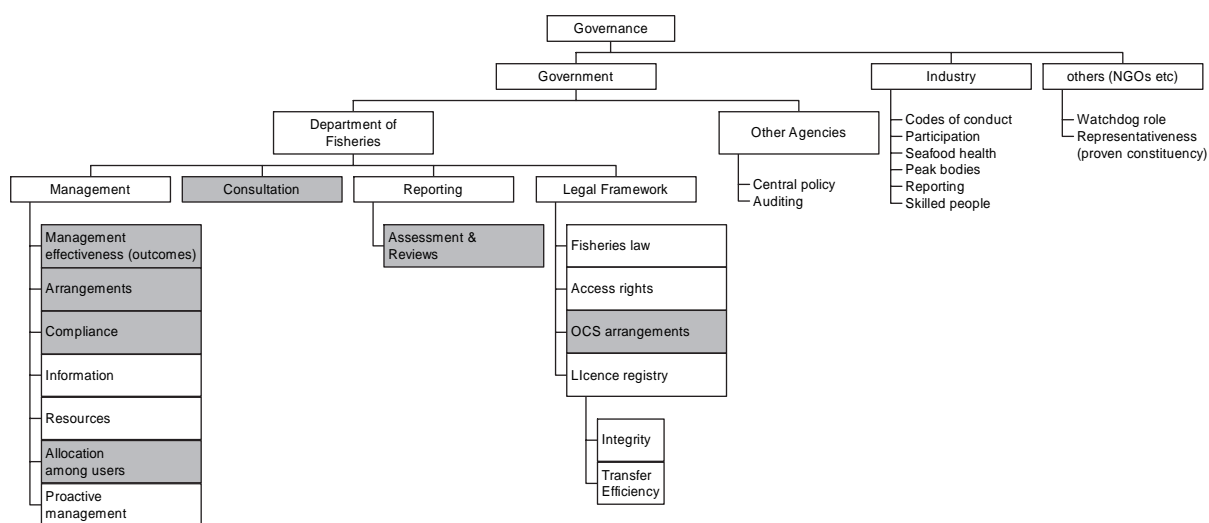 Governance
Government
Industry
others (NGOs etc)
Department of
Fisheries
Other Agencies
Codes of conduct
Participation
Seafood health
Peak bodies
Reporting
Skilled people
Watchdog role
Representativeness
(proven constituency)
Management
Consultation
Reporting
Legal Framework
Central policy
Auditing
Management
effectiveness (outcomes)
Arrangements
Compliance
Information
Resources
Allocation
among users
Proactive
management
Assessment &
Reviews
Fisheries law
Access rights
OCS arrangements
LIcence registry
Integrity
Transfer
Efficiency